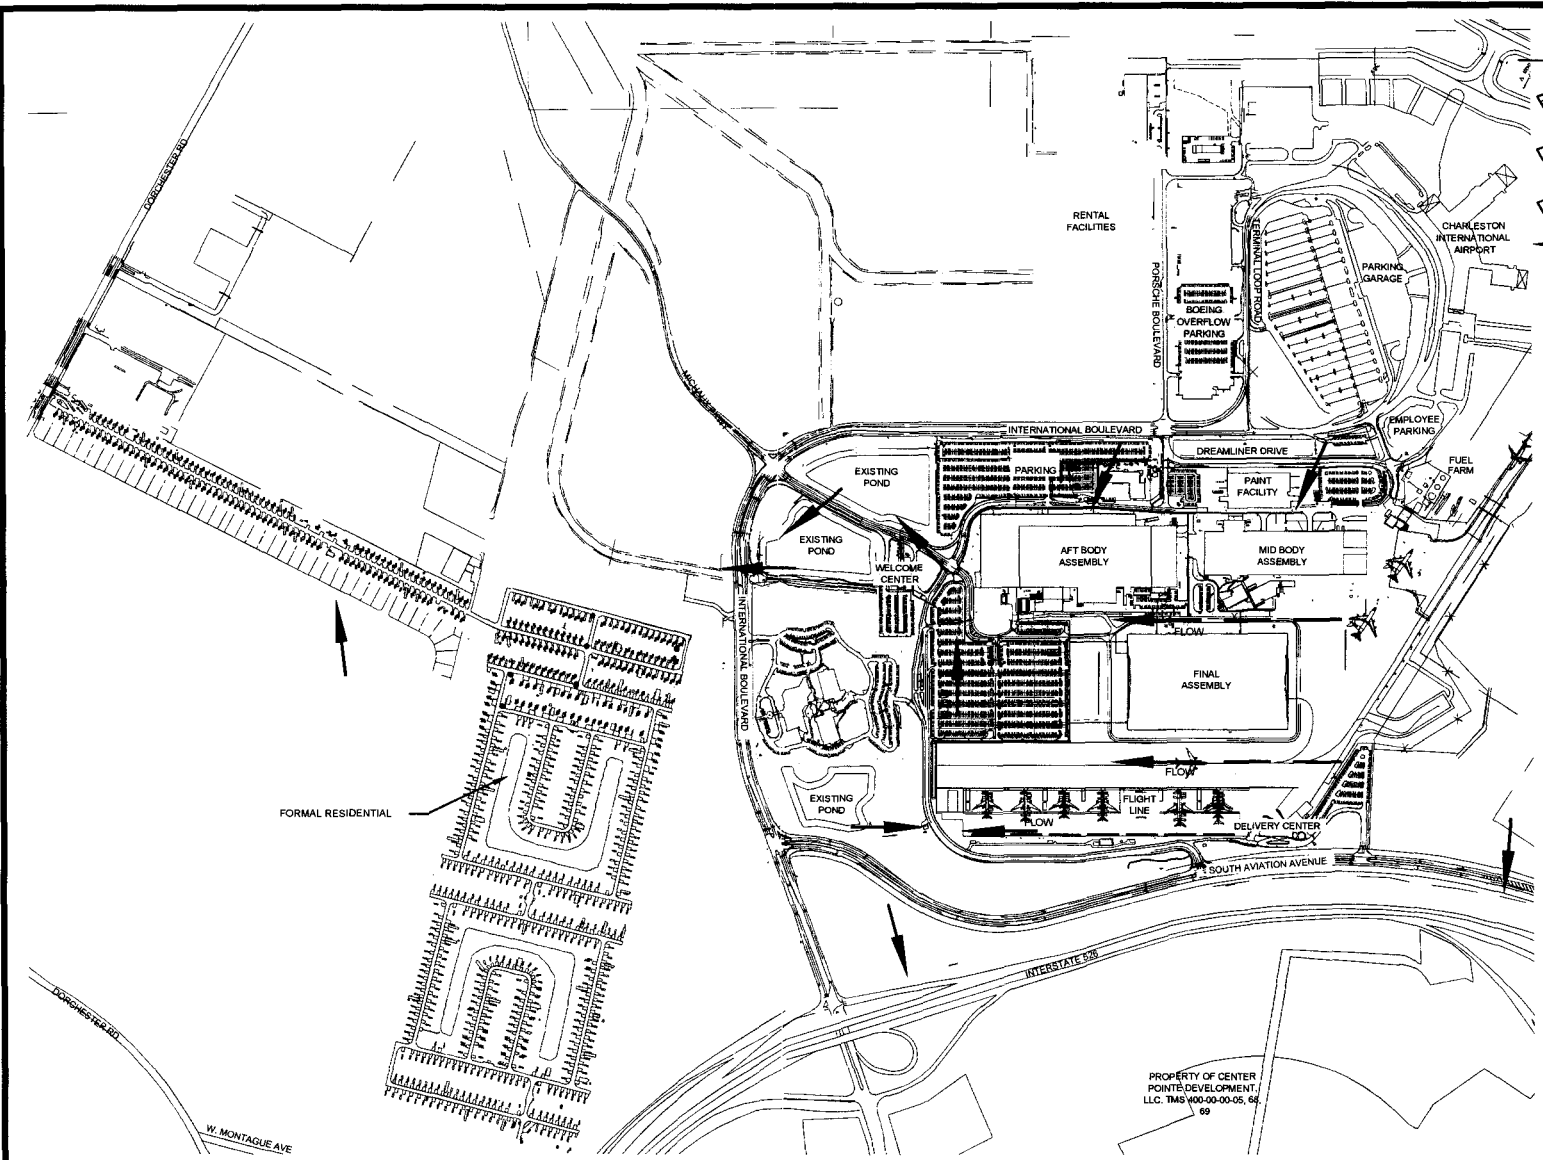 DORCHESTER RD
RENTAL
FACILITIES
CHARLESTON
INTERNATIONAL
AIRPORT
TERMINAL LOOP ROAD
PARKING
GARAGE
PORSCHE BOULEVARD
BOEING
OVERFLOW
PARKING
INTERNATIONAL BOULEVARD
EMPLOYEE
PARKING
DREAMLINER DRIVE
FUEL
FARM
EXISTING
POND
PARKING
PAINT
FACILITY
EXISTING
POND
AFT BODY
ASSEMBLY
MID BODY
ASSEMBLY
WELCOME
CENTER
INTERNATIONAL BOULEVARD
FLOW
FINAL
ASSEMBLY
FLOW
EXISTING
POND
FLIGHT
LINE
FORMAL RESIDENTIAL
FLOW
DELIVERY CENTER
SOUTH AVIATION AVENUE
INTERSTATE 526
DORCHESTER RD
PROPERTY OF CENTER
POINTE DEVELOPMENT,
LLC. TMS 400-00-00-05, 68,
69
W. MONTAGUE AVE